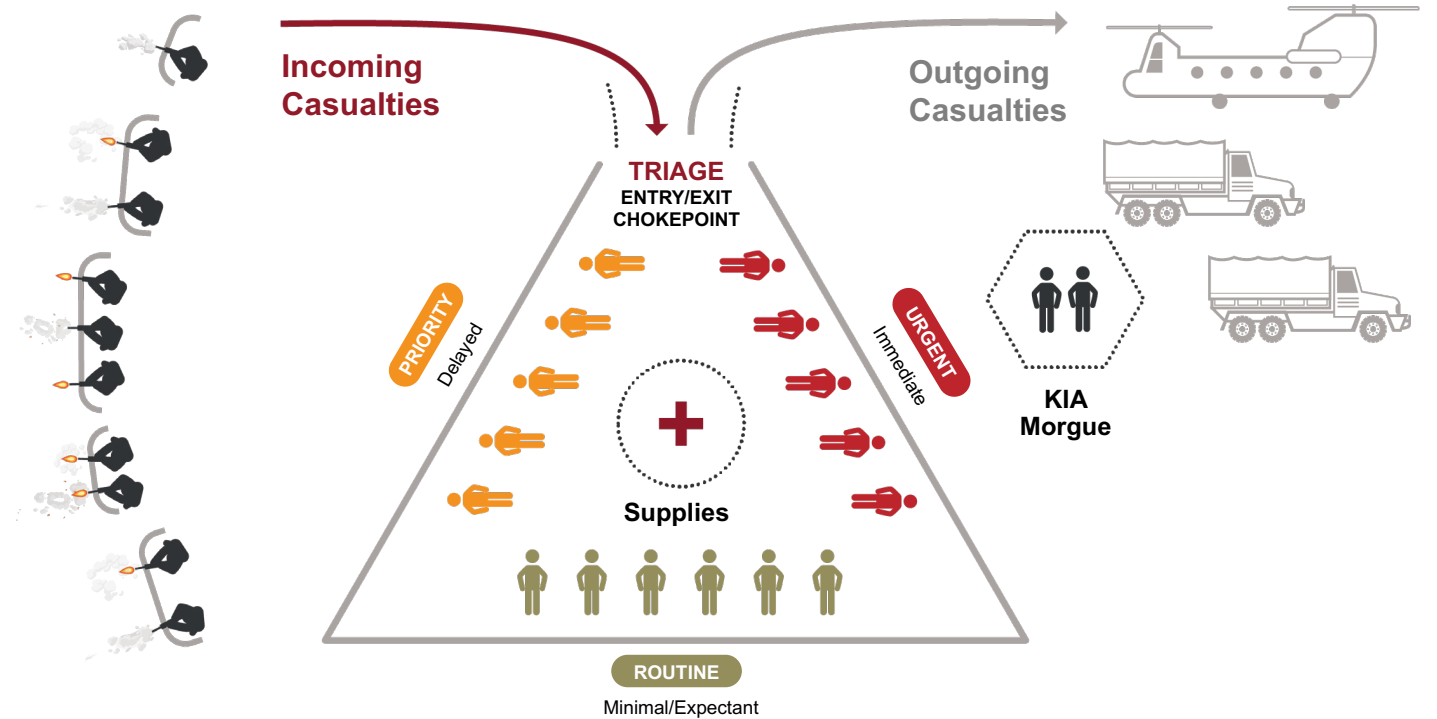 Incoming
Casualties
Outgoing
Casualties
TRIAGE
ENTRY/EXIT
CHOKEPOINT
PRIORITY
Delayed
URGENT
Immediate
KIA
Morgue
Supplies
ROUTINE
Minimal/Expectant